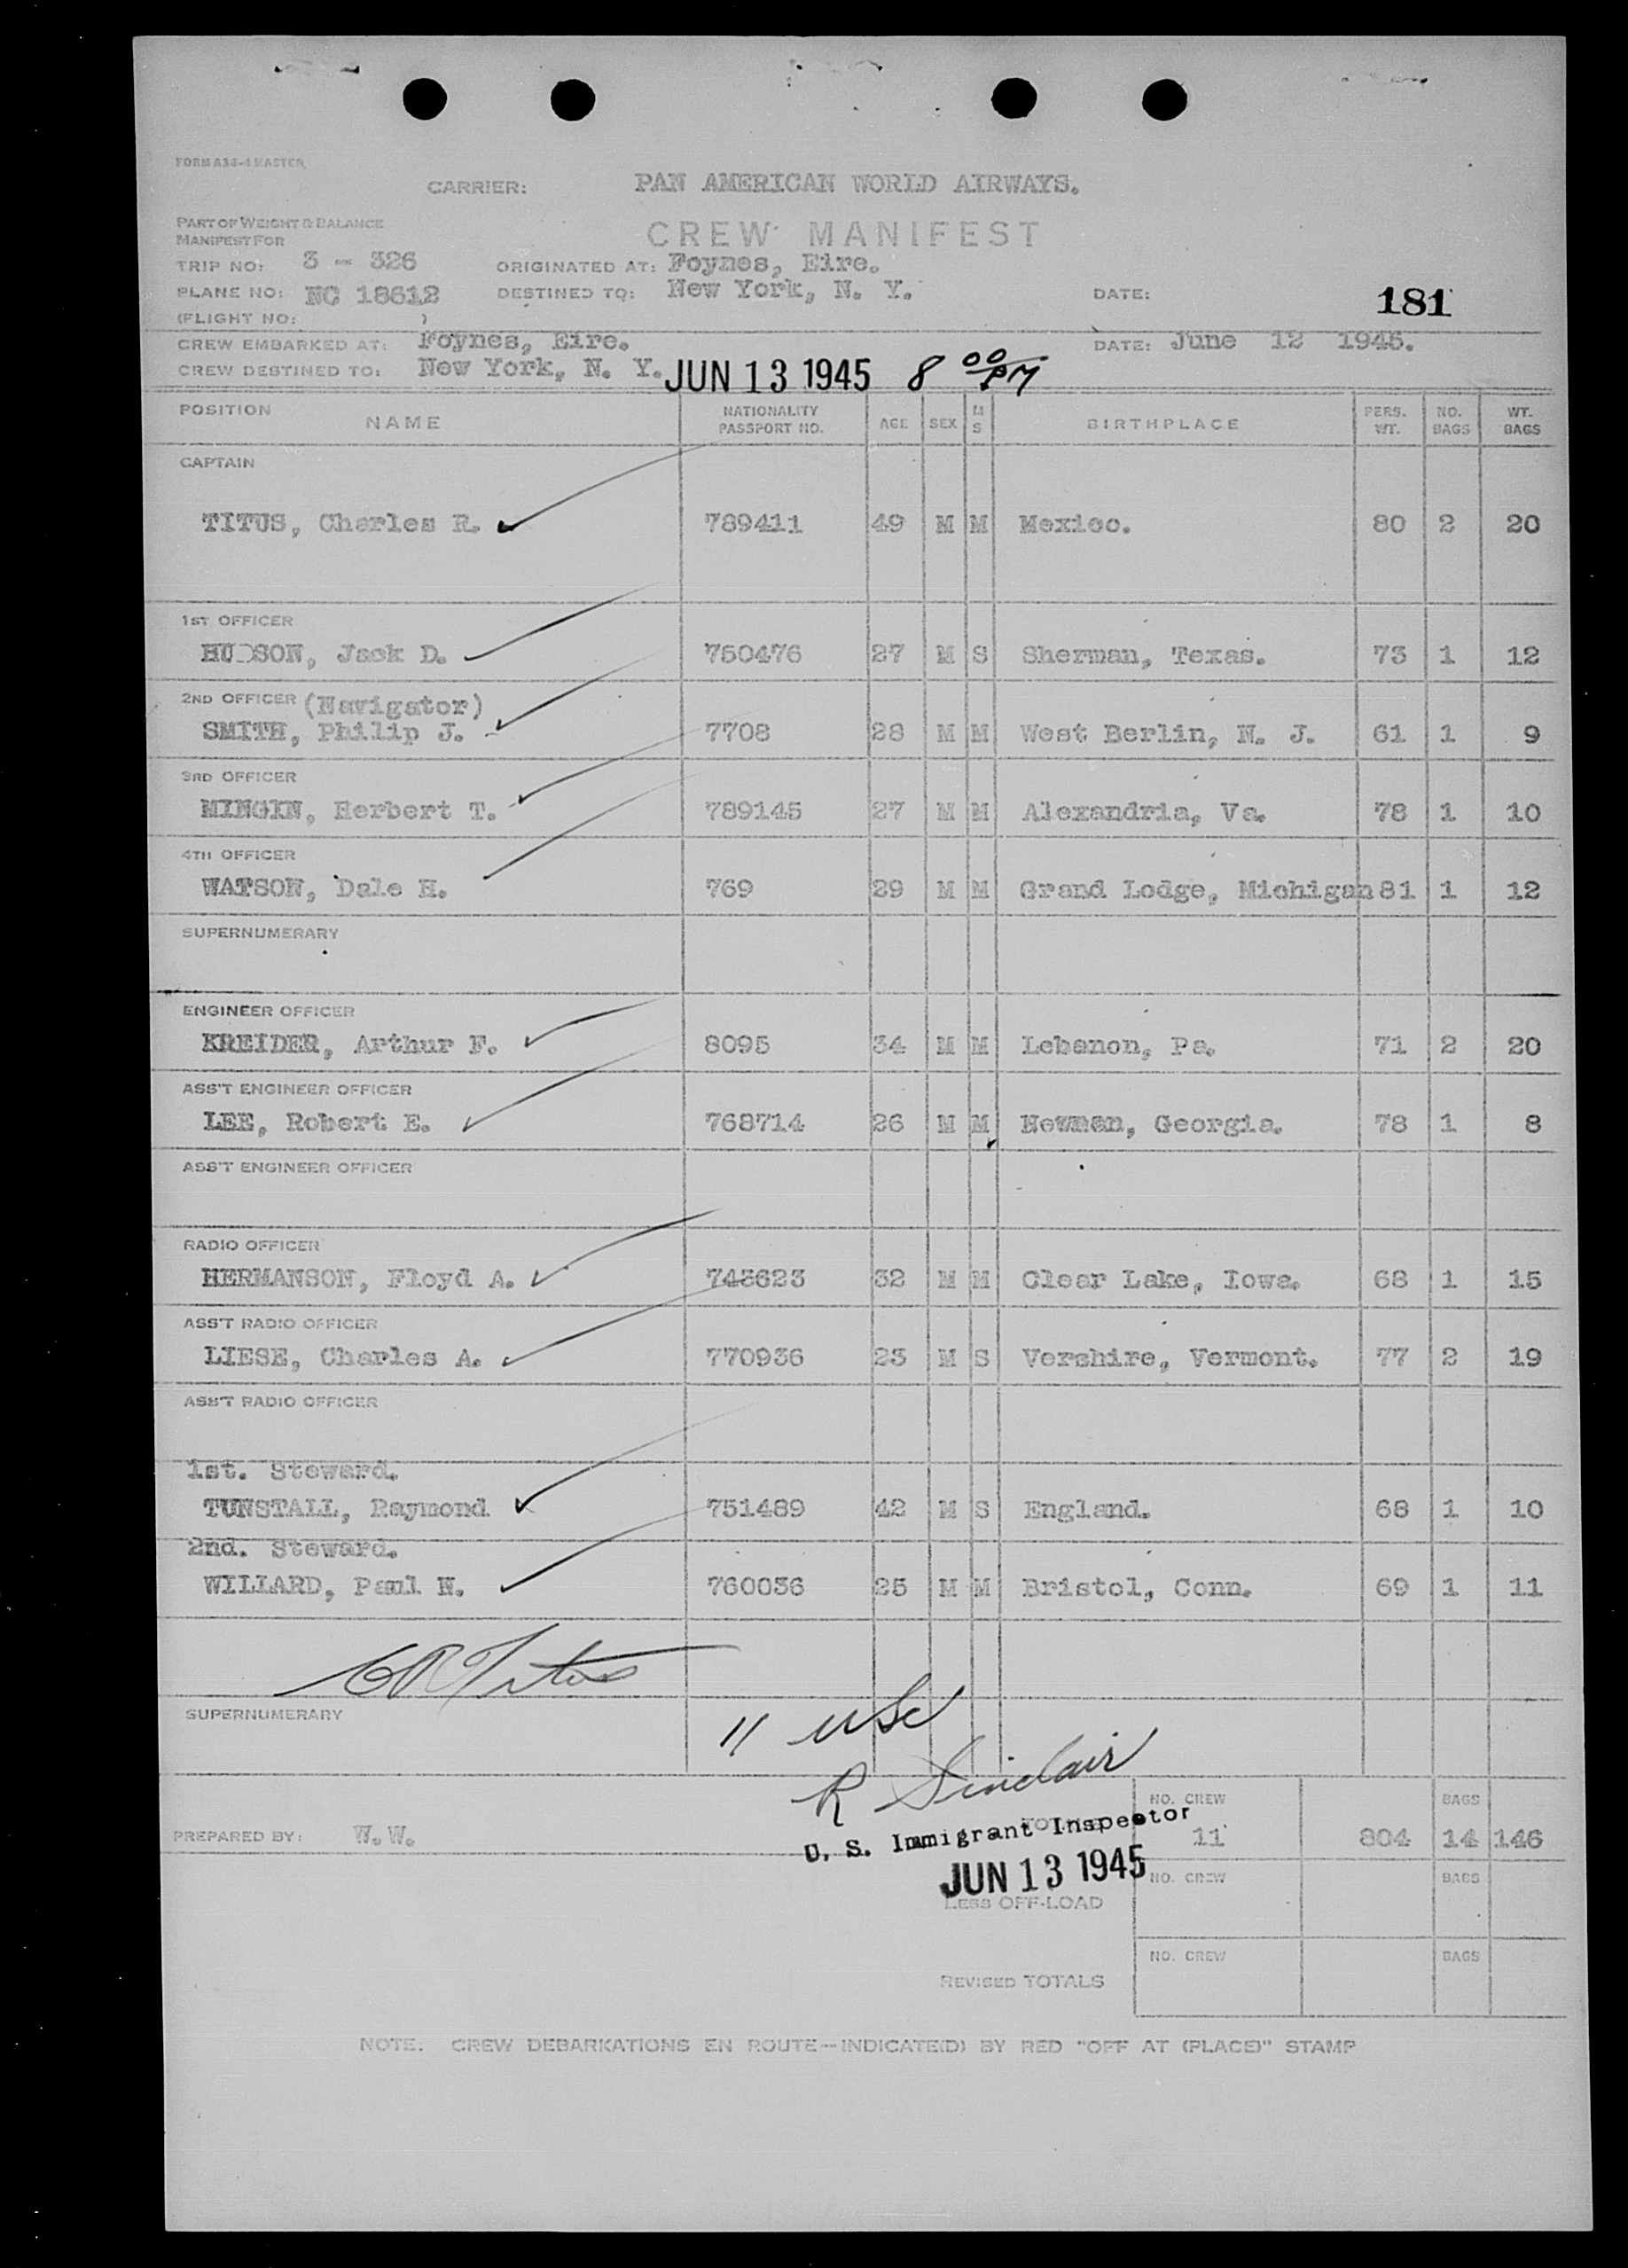 FORM A33-1 MASTER
CARRIER: PAN AMERICAN WORLD AIRWAYS.
PART OF WEIGHT & BALANCE
MANIFEST FOR
CREW MANIFEST
TRIP NO: 3 - 326 ORIGINATED AT: Foynes, Eire.
PLANE NO: NC 18612 DESTINED TO: New York, N. Y. DATE: 181
(FLIGHT NO: )
CREW EMBARKED AT: Foynes, Eire. DATE: June 12 1945.
CREW DESTINED TO: New York, N. Y. JUN 13 1945 8 00 PM
POSITION NAME NATIONALITY PASSPORT NO. AGE SEX M S BIRTHPLACE PERS. WT. NO. BAGS WT. BAGS
CAPTAIN
TITUS, Charles R. 789411 49 M M Mexico. 80 2 20
1ST OFFICER
HUDSON, Jack D. 750476 27 M S Sherman, Texas. 73 1 12
2ND OFFICER (Navigator)
SMITH, Philip J. 7708 28 M M West Berlin, N. J. 61 1 9
3RD OFFICER
MINGIN, Herbert T. 789145 27 M M Alexandria, Va. 78 1 10
4TH OFFICER
WATSON, Dale H. 769 29 M M Grand Lodge, Michigan 81 1 12
SUPERNUMERARY
ENGINEER OFFICER
KREIDER, Arthur F. 8095 34 M M Lebanon, Pa. 71 2 20
ASS'T ENGINEER OFFICER
LEE, Robert E. 768714 26 M M Newnan, Georgia. 78 1 8
ASS'T ENGINEER OFFICER
RADIO OFFICER
HERMANSON, Floyd A. 743623 32 M M Clear Lake, Iowa. 68 1 15
ASS'T RADIO OFFICER
LIESE, Charles A. 770936 23 M S Vershire, Vermont. 77 2 19
ASS'T RADIO OFFICER
1st. Steward.
TUNSTALL, Raymond 751489 42 M S England. 68 1 10
2nd. Steward.
WILLARD, Paul N. 760036 25 M M Bristol, Conn. 69 1 11
CR Titus
SUPERNUMERARY
11 USC
R Sinclair
NO. CREW BAGS
PREPARED BY: W.W. U. S. Immigrant Inspector 11 804 14 146
JUN 13 1945 NO. CREW BAGS
LESS OFF-LOAD
NO. CREW BAGS
REVISED TOTALS
NOTE: CREW DEBARKATIONS EN ROUTE—INDICATE(D) BY RED "OFF AT (PLACE)" STAMP